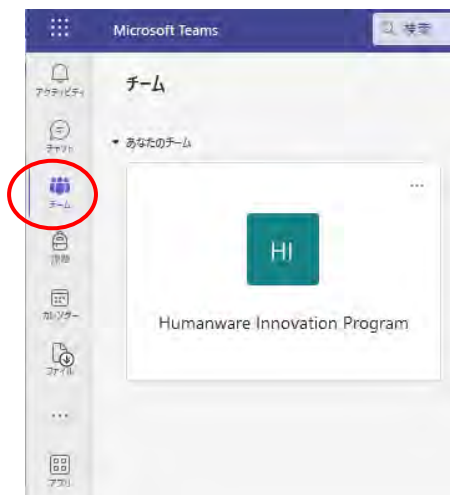 Microsoft Teams
検索
アクティビティ
チーム
チャット
あなたのチーム
チーム
課題
HI
カレンダー
Humanware Innovation Program
ファイル
アプリ